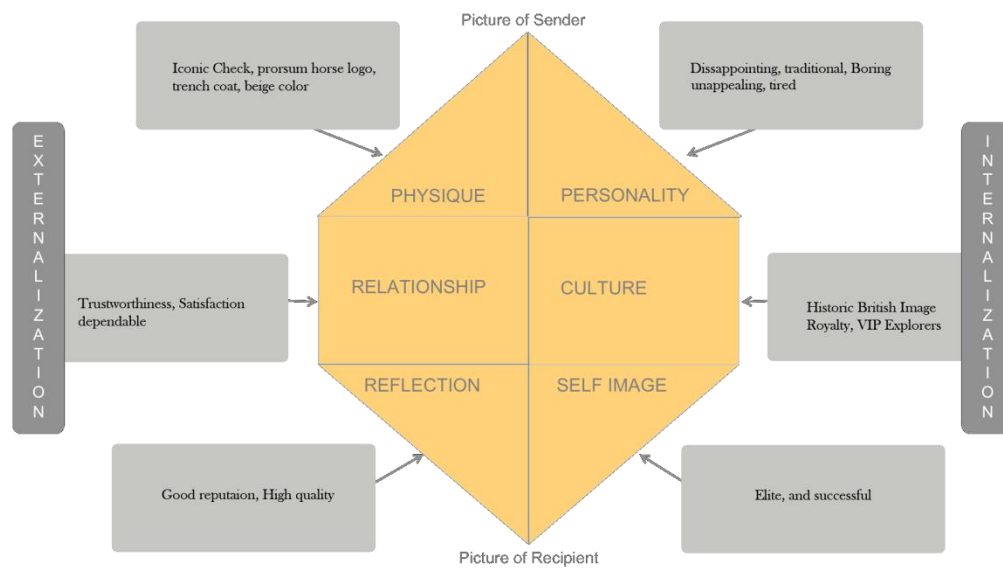 Picture of Sender
Iconic Check, prorsum horse logo,
trench coat, beige color
Dissappointing, traditional, Boring
unappealing, tired
EXTERNALIZATION
INTERNALIZATION
PHYSIQUE
PERSONALITY
Trustworthiness, Satisfaction
dependable
RELATIONSHIP
CULTURE
Historic British Image
Royalty, VIP Explorers
REFLECTION
SELF IMAGE
Good reputaion, High quality
Elite, and successful
Picture of Recipient